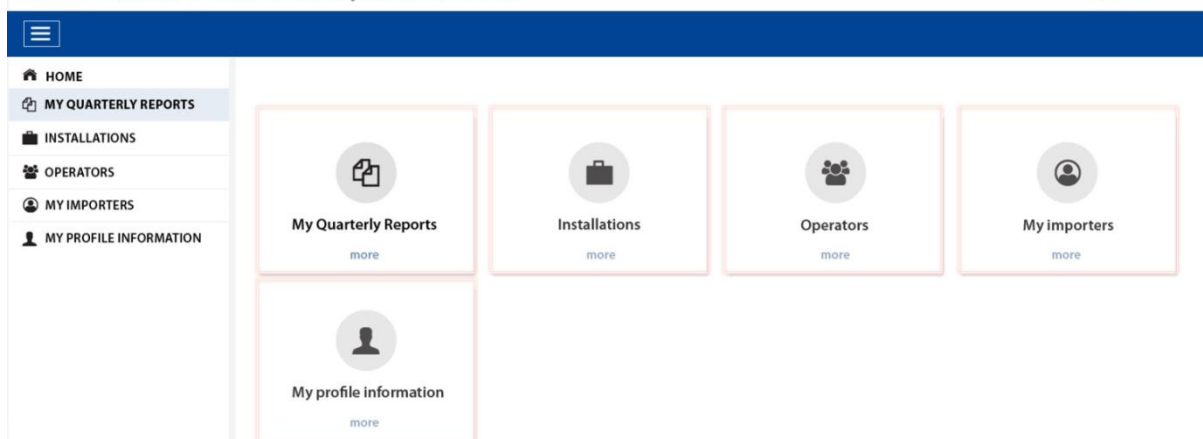 HOME
MY QUARTERLY REPORTS
INSTALLATIONS
OPERATORS
MY IMPORTERS
MY PROFILE INFORMATION
My Quarterly Reports
more
Installations
more
Operators
more
My importers
more
My profile information
more